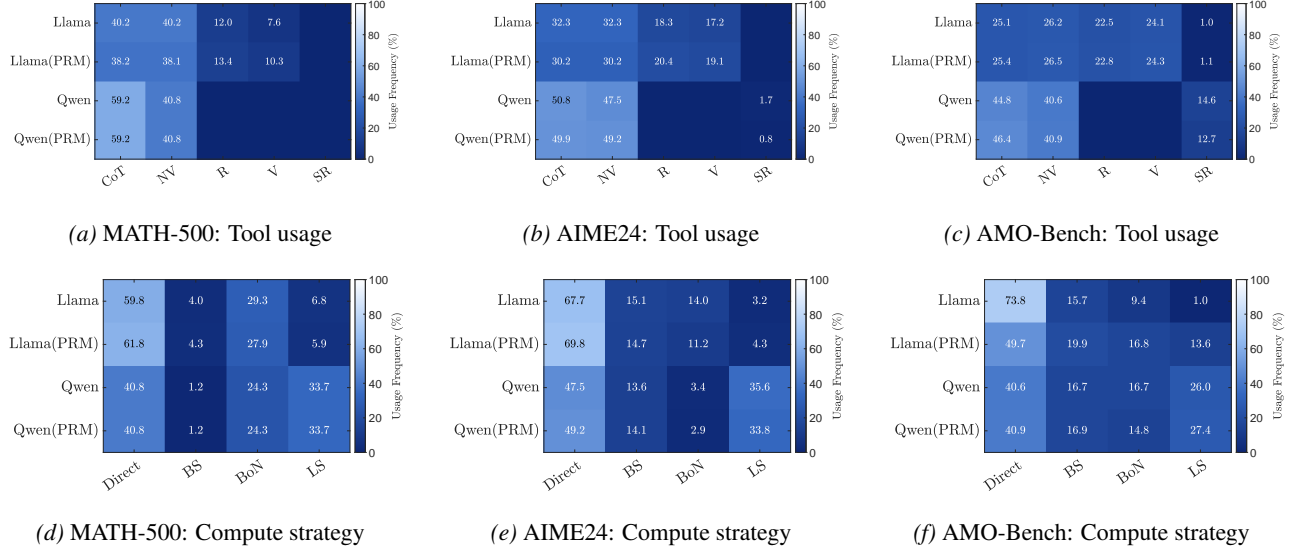 Llama 40.2 40.2 12.0 7.6
Llama(PRM) 38.2 38.1 13.4 10.3
Qwen 59.2 40.8
Qwen(PRM) 59.2 40.8
CoT NV R V SR
100
80
60
40
20
0
Usage Frequency (%)
(a) MATH-500: Tool usage
Llama 32.3 32.3 18.3 17.2
Llama(PRM) 30.2 30.2 20.4 19.1
Qwen 50.8 47.5 1.7
Qwen(PRM) 49.9 49.2 0.8
CoT NV R V SR
100
80
60
40
20
0
Usage Frequency (%)
(b) AIME24: Tool usage
Llama 25.1 26.2 22.5 24.1 1.0
Llama(PRM) 25.4 26.5 22.8 24.3 1.1
Qwen 44.8 40.6 14.6
Qwen(PRM) 46.4 40.9 12.7
CoT NV R V SR
100
80
60
40
20
0
Usage Frequency (%)
(c) AMO-Bench: Tool usage
Llama 59.8 4.0 29.3 6.8
Llama(PRM) 61.8 4.3 27.9 5.9
Qwen 40.8 1.2 24.3 33.7
Qwen(PRM) 40.8 1.2 24.3 33.7
Direct BS BoN LS
100
80
60
40
20
0
Usage Frequency (%)
(d) MATH-500: Compute strategy
Llama 67.7 15.1 14.0 3.2
Llama(PRM) 69.8 14.7 11.2 4.3
Qwen 47.5 13.6 3.4 35.6
Qwen(PRM) 49.2 14.1 2.9 33.8
Direct BS BoN LS
100
80
60
40
20
0
Usage Frequency (%)
(e) AIME24: Compute strategy
Llama 73.8 15.7 9.4 1.0
Llama(PRM) 49.7 19.9 16.8 13.6
Qwen 40.6 16.7 16.7 26.0
Qwen(PRM) 40.9 16.9 14.8 27.4
Direct BS BoN LS
100
80
60
40
20
0
Usage Frequency (%)
(f) AMO-Bench: Compute strategy